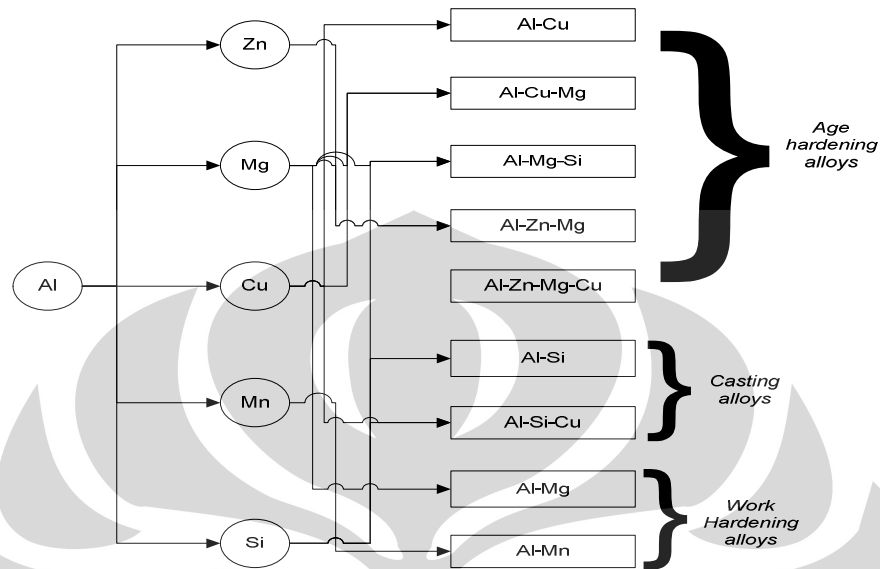 Al
Zn
Mg
Cu
Mn
Si
Al-Cu
Al-Cu-Mg
Al-Mg-Si
Al-Zn-Mg
Al-Zn-Mg-Cu
Al-Si
Al-Si-Cu
Al-Mg
Al-Mn
Age
hardening
alloys
Casting
alloys
Work
Hardening
alloys